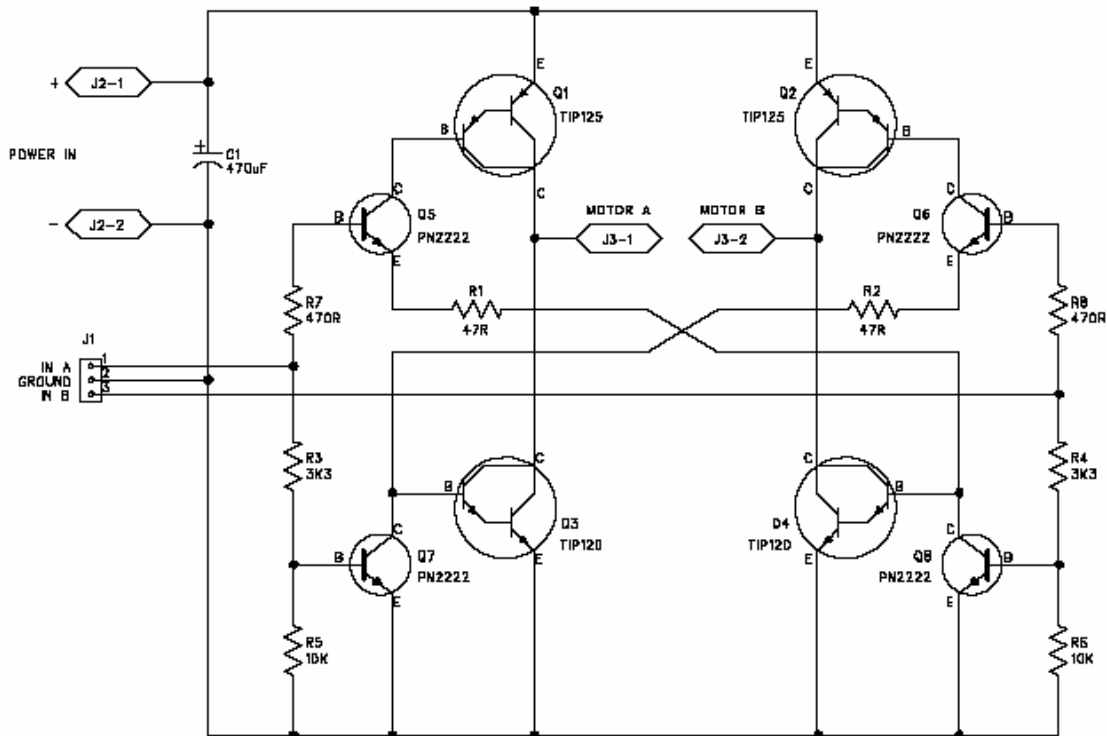 E
E
+ J2-1
Q1
TIP125
Q2
TIP125
B
B
POWER IN
+
C1
470uF
C
C
C
C
- J2-2
B
Q5
PN2222
MOTOR A
J3-1
MOTOR B
J3-2
Q6
PN2222
B
E
E
R7
470R
R1
47R
R2
47R
R8
470R
J1
IN A 1
GROUND 2
IN B 3
R3
3K3
C
C
R4
3K3
B
B
Q3
TIP120
Q4
TIP120
C
C
B
Q7
PN2222
Q8
PN2222
B
E
E
E
E
R5
10K
R6
10K